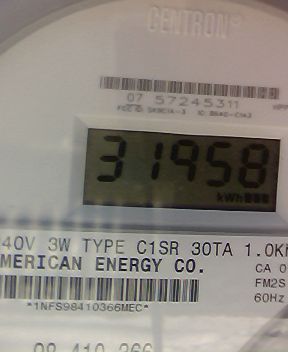 CENTRON
07 57245311
31958
kWh
40V 3W TYPE C1SR 30TA 1.0K
MERICAN ENERGY CO.
CA 0
FM2S
60Hz
*1NFS98410366MEC*
98 410 366